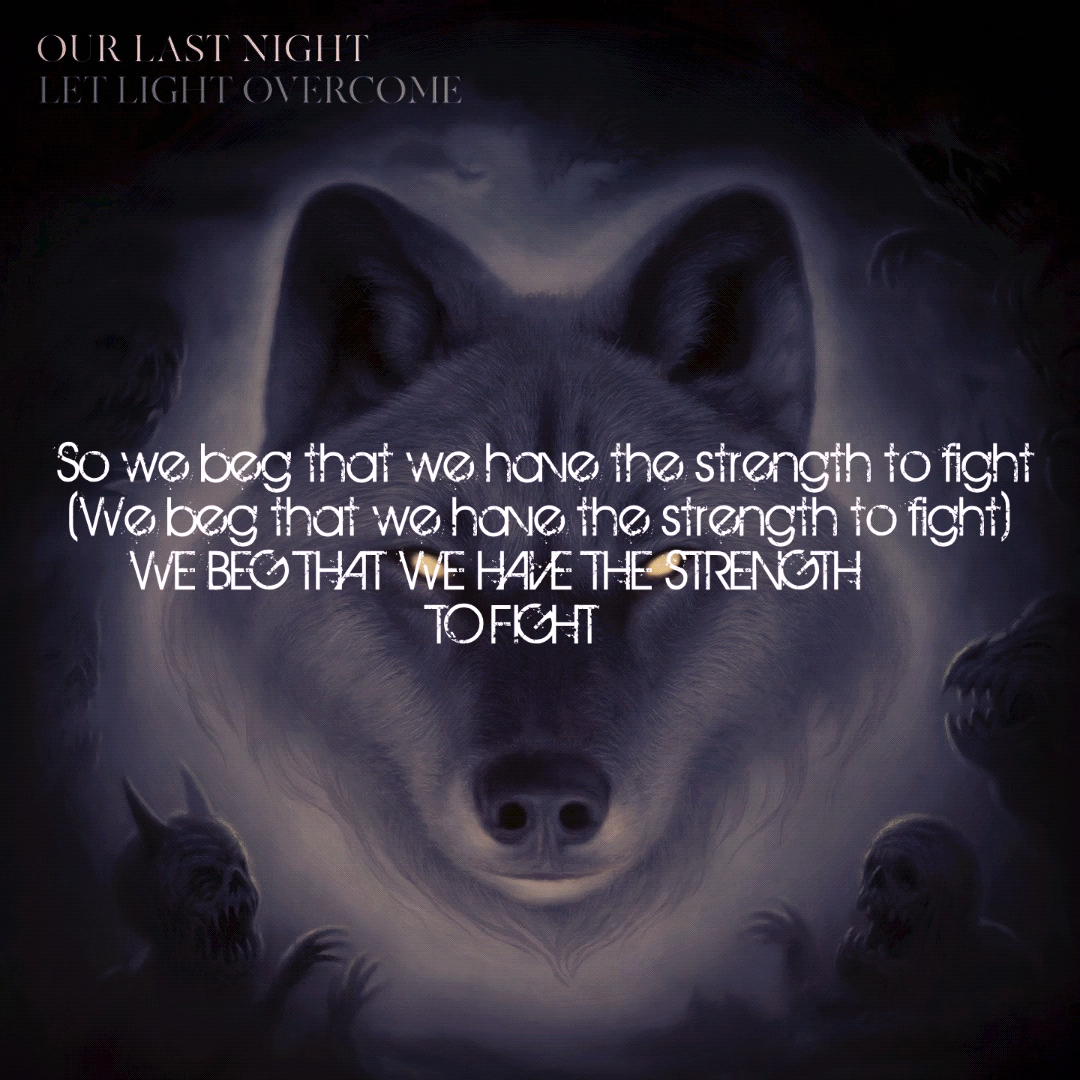 OUR LAST NIGHT
LET LIGHT OVERCOME
So we beg that we have the strength to fight
(We beg that we have the strength to fight)
WE BEG THAT WE HAVE THE STRENGTH
TO FIGHT